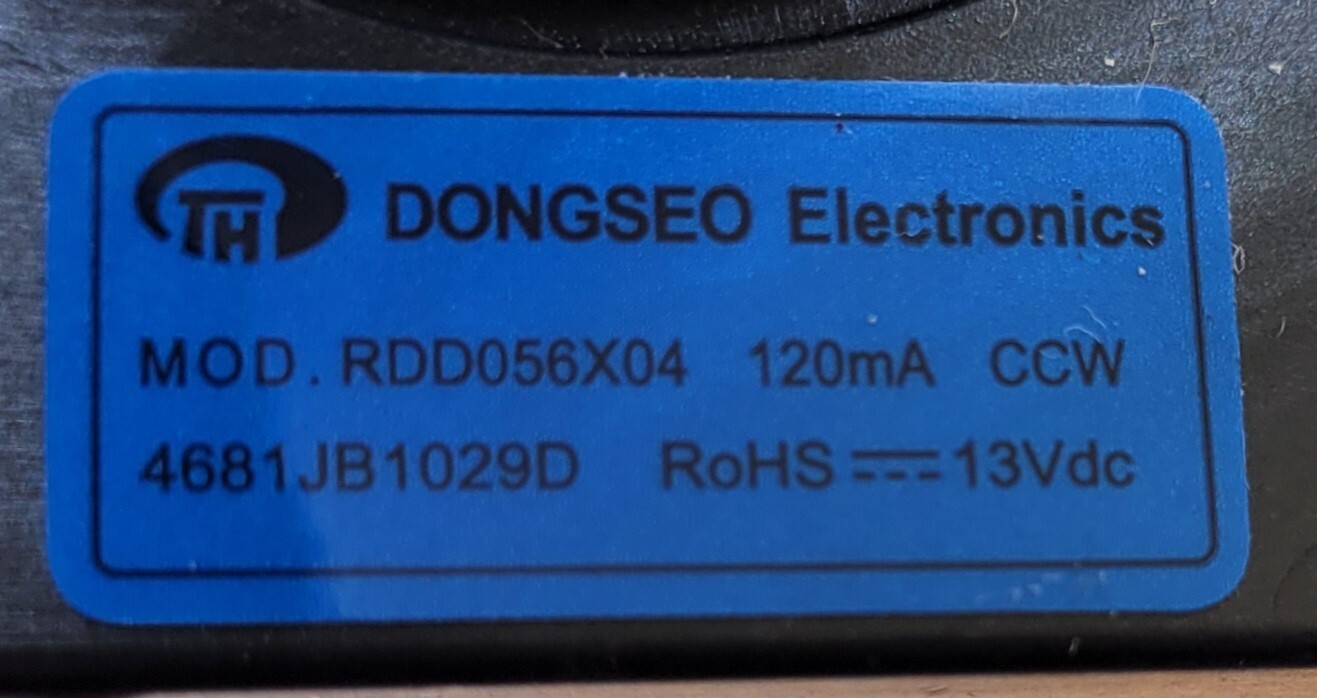 TH DONGSEO Electronics
MOD. RDD056X04 120mA CCW
4681JB1029D RoHS ⎓ 13Vdc